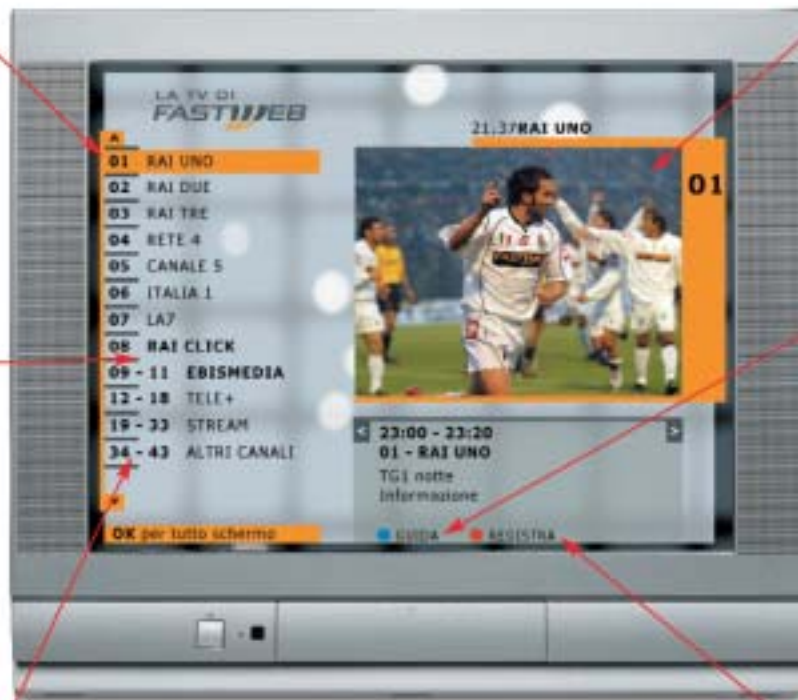 LA TV DI
FASTWEB
01 RAI UNO
02 RAI DUE
03 RAI TRE
04 RETE 4
05 CANALE 5
06 ITALIA 1
07 LA7
08 RAI CLICK
09 - 11 EBISMEDIA
12 - 18 TELE+
19 - 33 STREAM
34 - 43 ALTRI CANALI
OK per tutto schermo
21.37 RAI UNO
01
FASTWEB
< 23:00 - 23:20 >
01 - RAI UNO
TG1 notte
Informazione
GUIDA REGISTRA